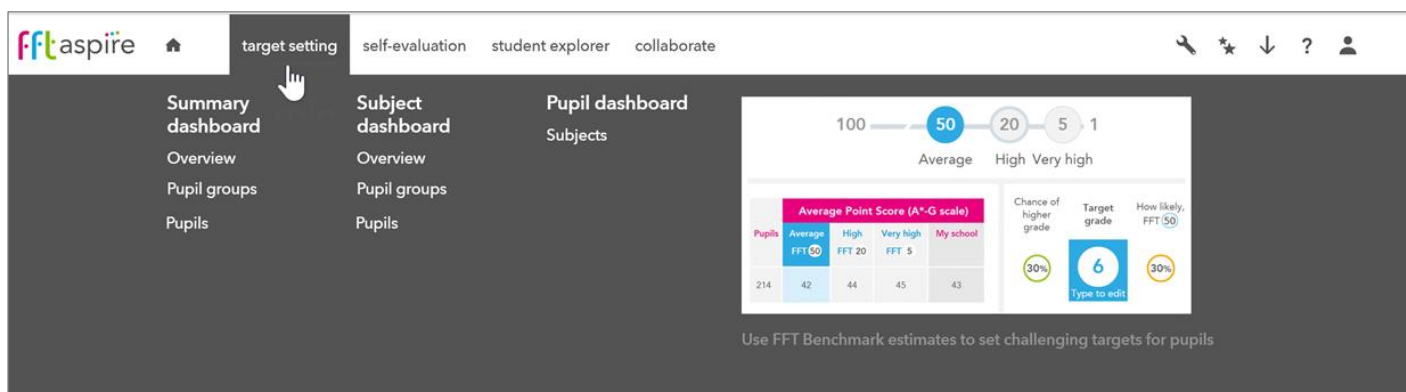 fft aspire
target setting
self-evaluation
student explorer
collaborate
?
Summary
dashboard
Overview
Pupil groups
Pupils
Subject
dashboard
Overview
Pupil groups
Pupils
Pupil dashboard
Subjects
100 50 20 5 1
Average High Very high
Average Point Score (A*-G scale)
Pupils Average High Very high My school
FFT 50 FFT 20 FFT 5
214 42 44 45 43
Chance of
higher
grade
Target
grade
How likely,
FFT 50
30% 6 30%
Type to edit
Use FFT Benchmark estimates to set challenging targets for pupils